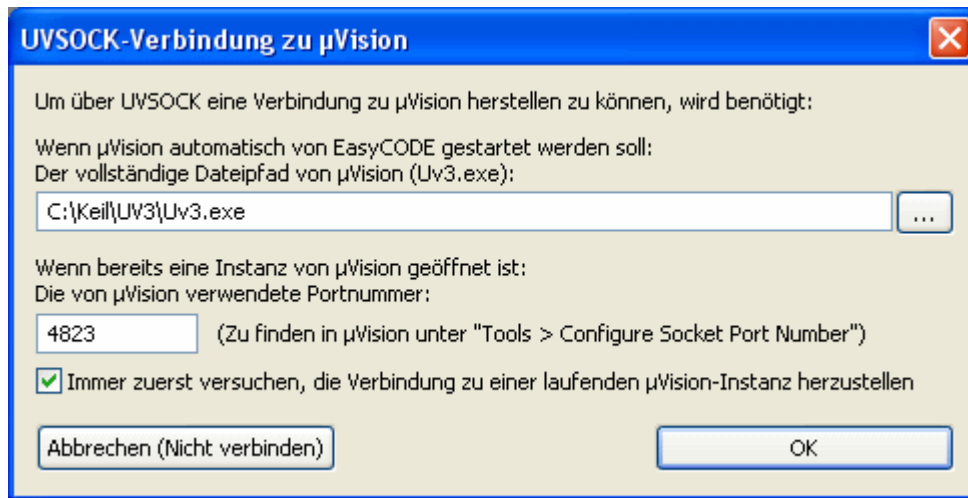 UVSOCK-Verbindung zu µVision
Um über UVSOCK eine Verbindung zu µVision herstellen zu können, wird benötigt:
Wenn µVision automatisch von EasyCODE gestartet werden soll:
Der vollständige Dateipfad von µVision (Uv3.exe):
C:\Keil\UV3\Uv3.exe
...
Wenn bereits eine Instanz von µVision geöffnet ist:
Die von µVision verwendete Portnummer:
4823 (Zu finden in µVision unter "Tools > Configure Socket Port Number")
Immer zuerst versuchen, die Verbindung zu einer laufenden µVision-Instanz herzustellen
Abbrechen (Nicht verbinden) OK